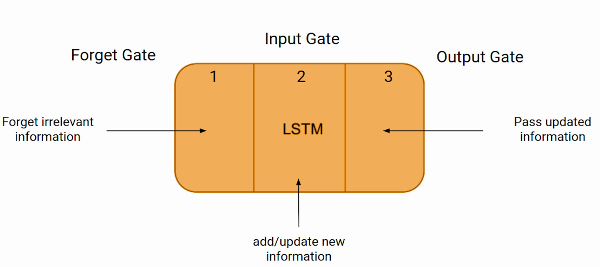 Input Gate
Forget Gate
Output Gate
1
2
3
Forget irrelevant
information
LSTM
Pass updated
information
add/update new
information